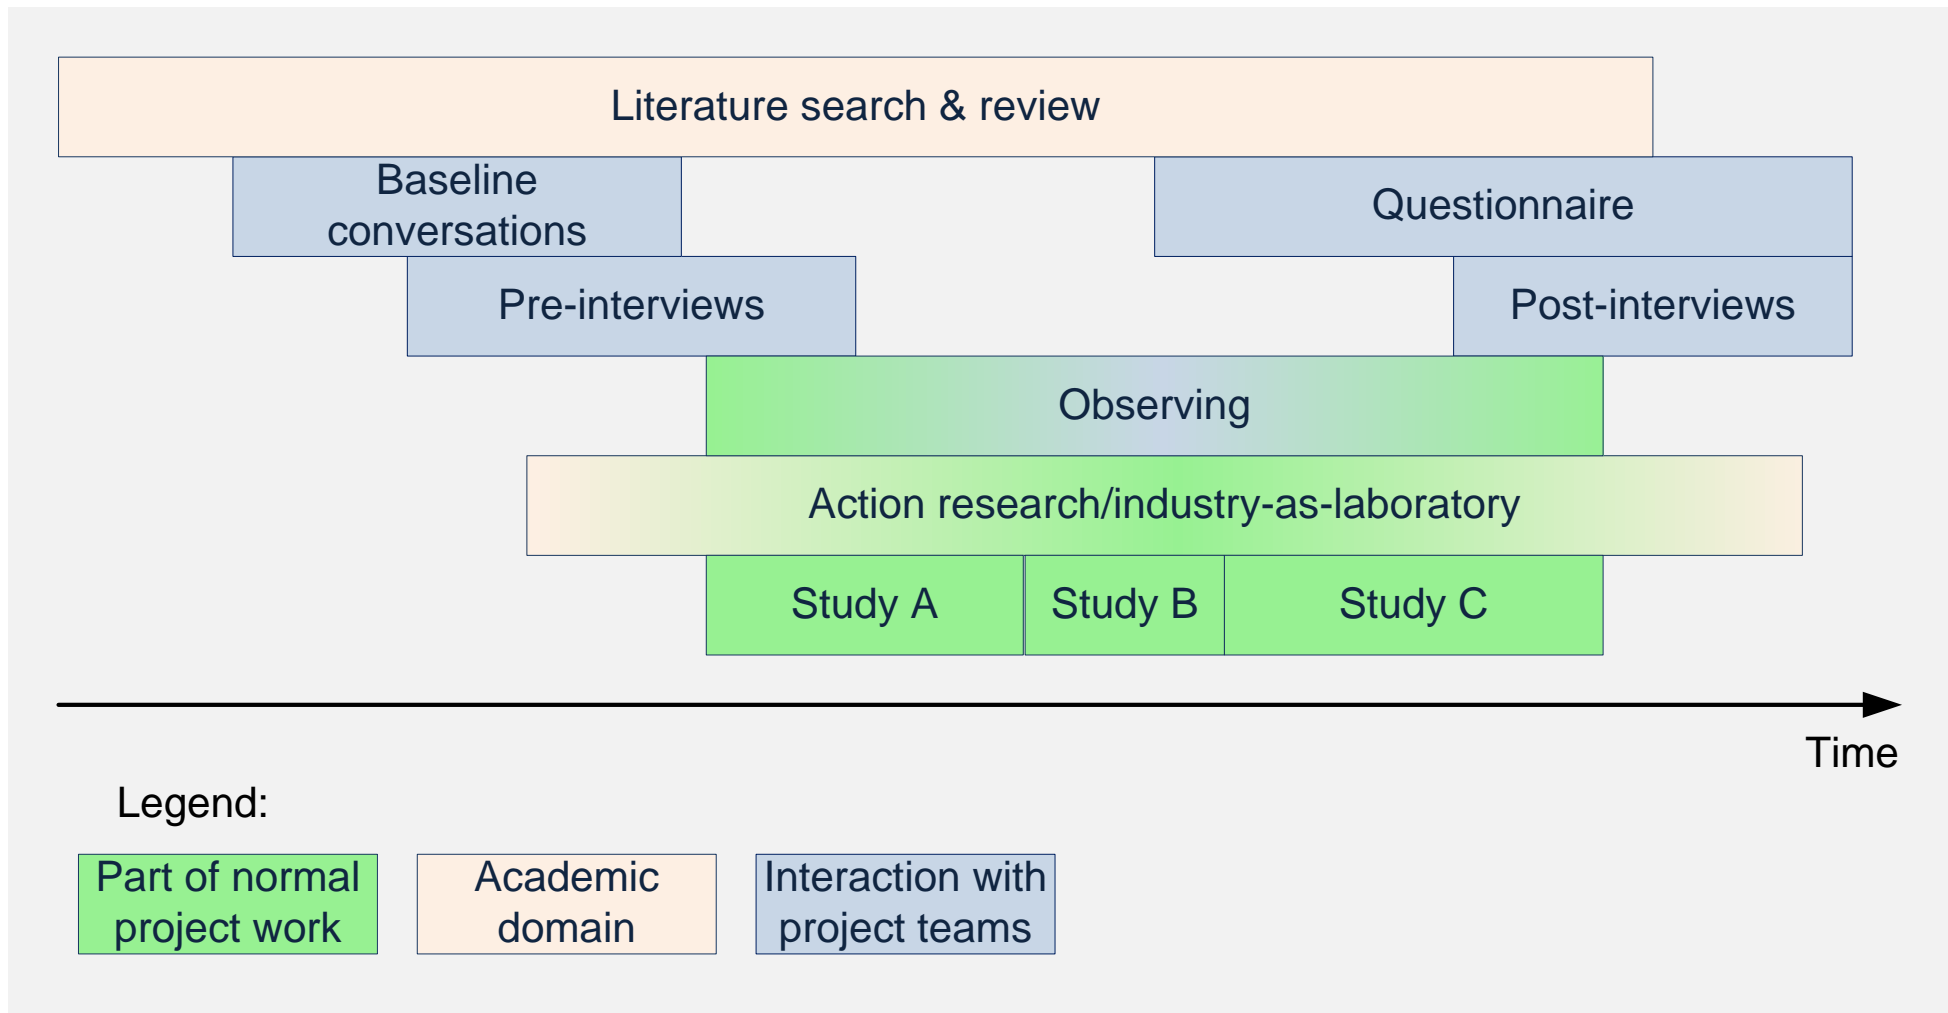 Literature search & review
Baseline
conversations
Questionnaire
Pre-interviews
Post-interviews
Observing
Action research/industry-as-laboratory
Study A
Study B
Study C
Time
Legend:
Part of normal
project work
Academic
domain
Interaction with
project teams